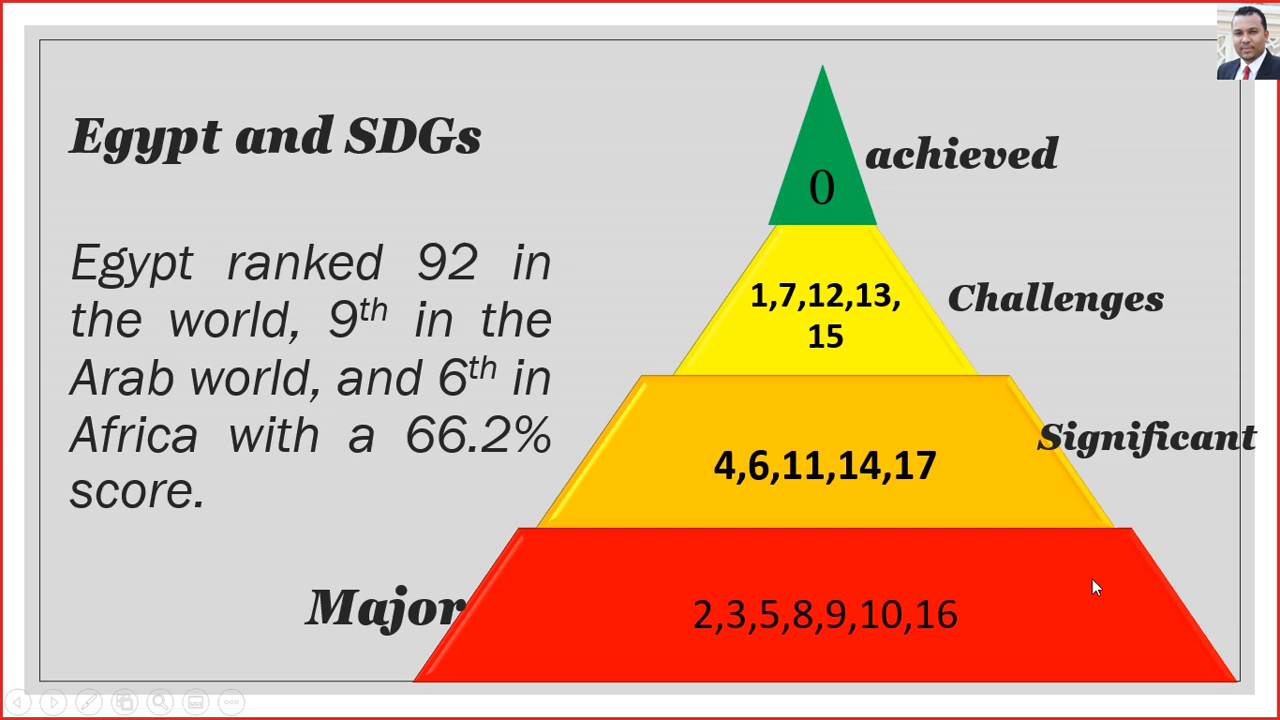 Egypt and SDGs
Egypt ranked 92 in
the world, 9th in the
Arab world, and 6th in
Africa with a 66.2%
score.
0
achieved
1,7,12,13,
15
Challenges
4,6,11,14,17
Significant
Major
2,3,5,8,9,10,16